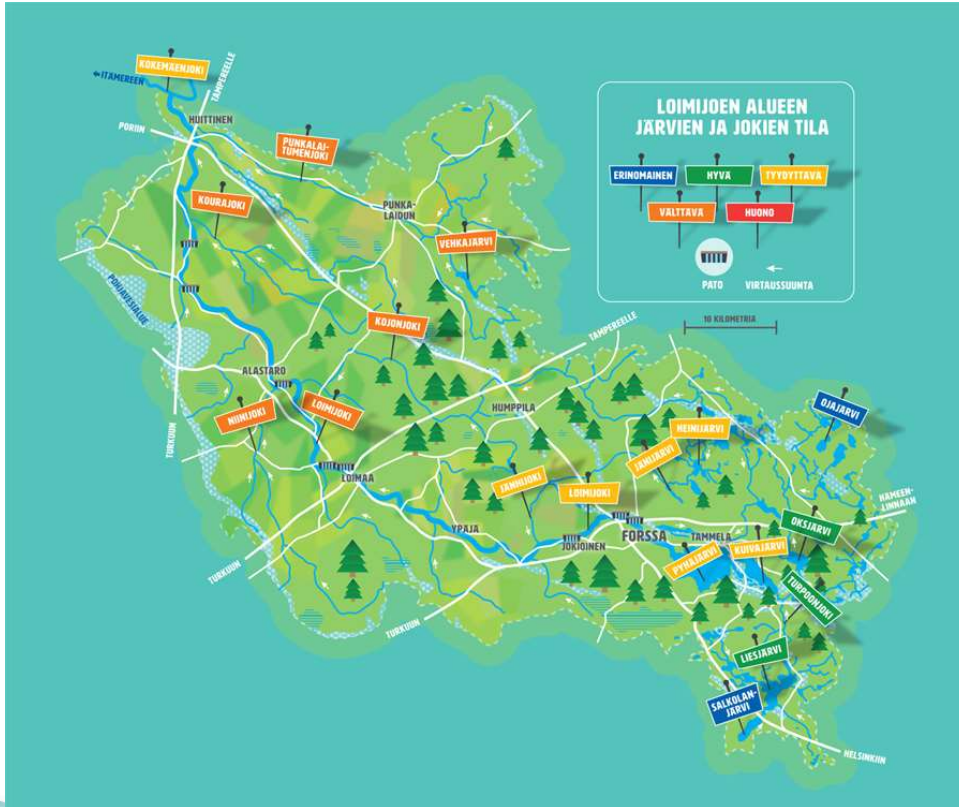 LOIMIJOEN ALUEEN
JÄRVIEN JA JOKIEN TILA
ERINOMAINEN
HYVÄ
TYYDYTTÄVÄ
VÄLTTÄVÄ
HUONO
PATO
VIRTAUSSUUNTA
10 KILOMETRIÄ
KOKEMÄENJOKI
ITÄMEREEN
TAMPEREELLE
HUITTINEN
PORIIN
PUNKALAI-
TUMENJOKI
KOURAJOKI
PUNKA-
LAIDUN
VEHKAJÄRVI
POHJAVESIALUE
KOJONJOKI
TAMPEREELLE
ALASTARO
NIINIJOKI
LOIMIJOKI
TURKUUN
HUMPPILA
HEINIJÄRVI
OJAJÄRVI
JÄNIJÄRVI
LOIMAA
JÄNHIJOKI
LOIMIJOKI
HÄMEEN-
LINNAAN
YPÄJÄ
JOKIOINEN
FORSSA
TAMMELA
OKSJÄRVI
PYHÄJÄRVI
KUIVAJÄRVI
TURPOONJOKI
TURKUUN
TURKUUN
LIESJÄRVI
SALKOLAN-
JÄRVI
HELSINKIIN